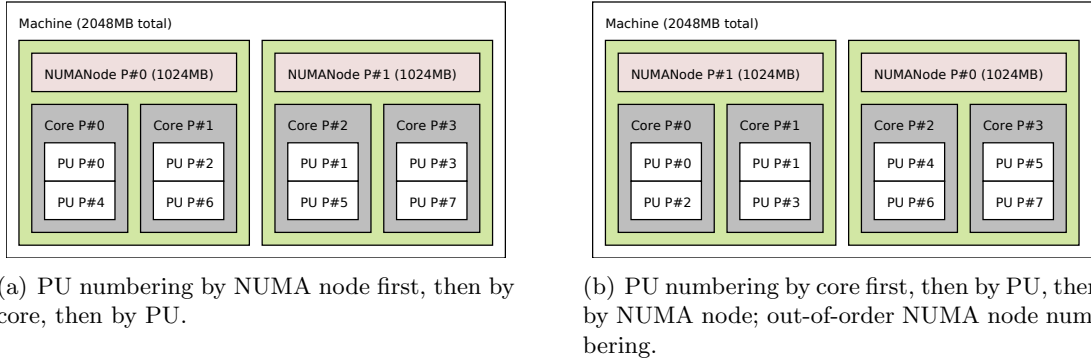 Machine (2048MB total)
NUMANode P#0 (1024MB)
NUMANode P#1 (1024MB)
Core P#0
Core P#1
Core P#2
Core P#3
PU P#0
PU P#2
PU P#1
PU P#3
PU P#4
PU P#6
PU P#5
PU P#7
(a) PU numbering by NUMA node first, then by
core, then by PU.
Machine (2048MB total)
NUMANode P#1 (1024MB)
NUMANode P#0 (1024MB)
Core P#0
Core P#1
Core P#2
Core P#3
PU P#0
PU P#1
PU P#4
PU P#5
PU P#2
PU P#3
PU P#6
PU P#7
(b) PU numbering by core first, then by PU, then
by NUMA node; out-of-order NUMA node num
bering.